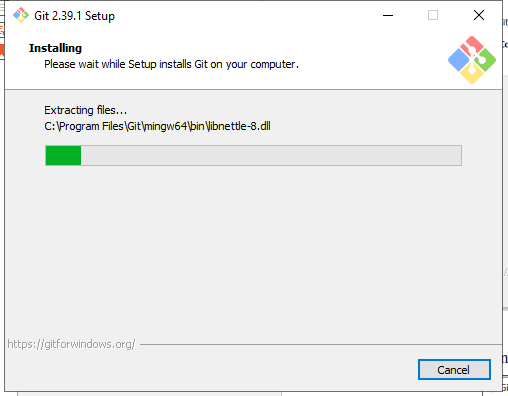 Git 2.39.1 Setup
Installing
Please wait while Setup installs Git on your computer.
Extracting files...
C:\Program Files\Git\mingw64\bin\libnettle-8.dll
https://gitforwindows.org/
Cancel